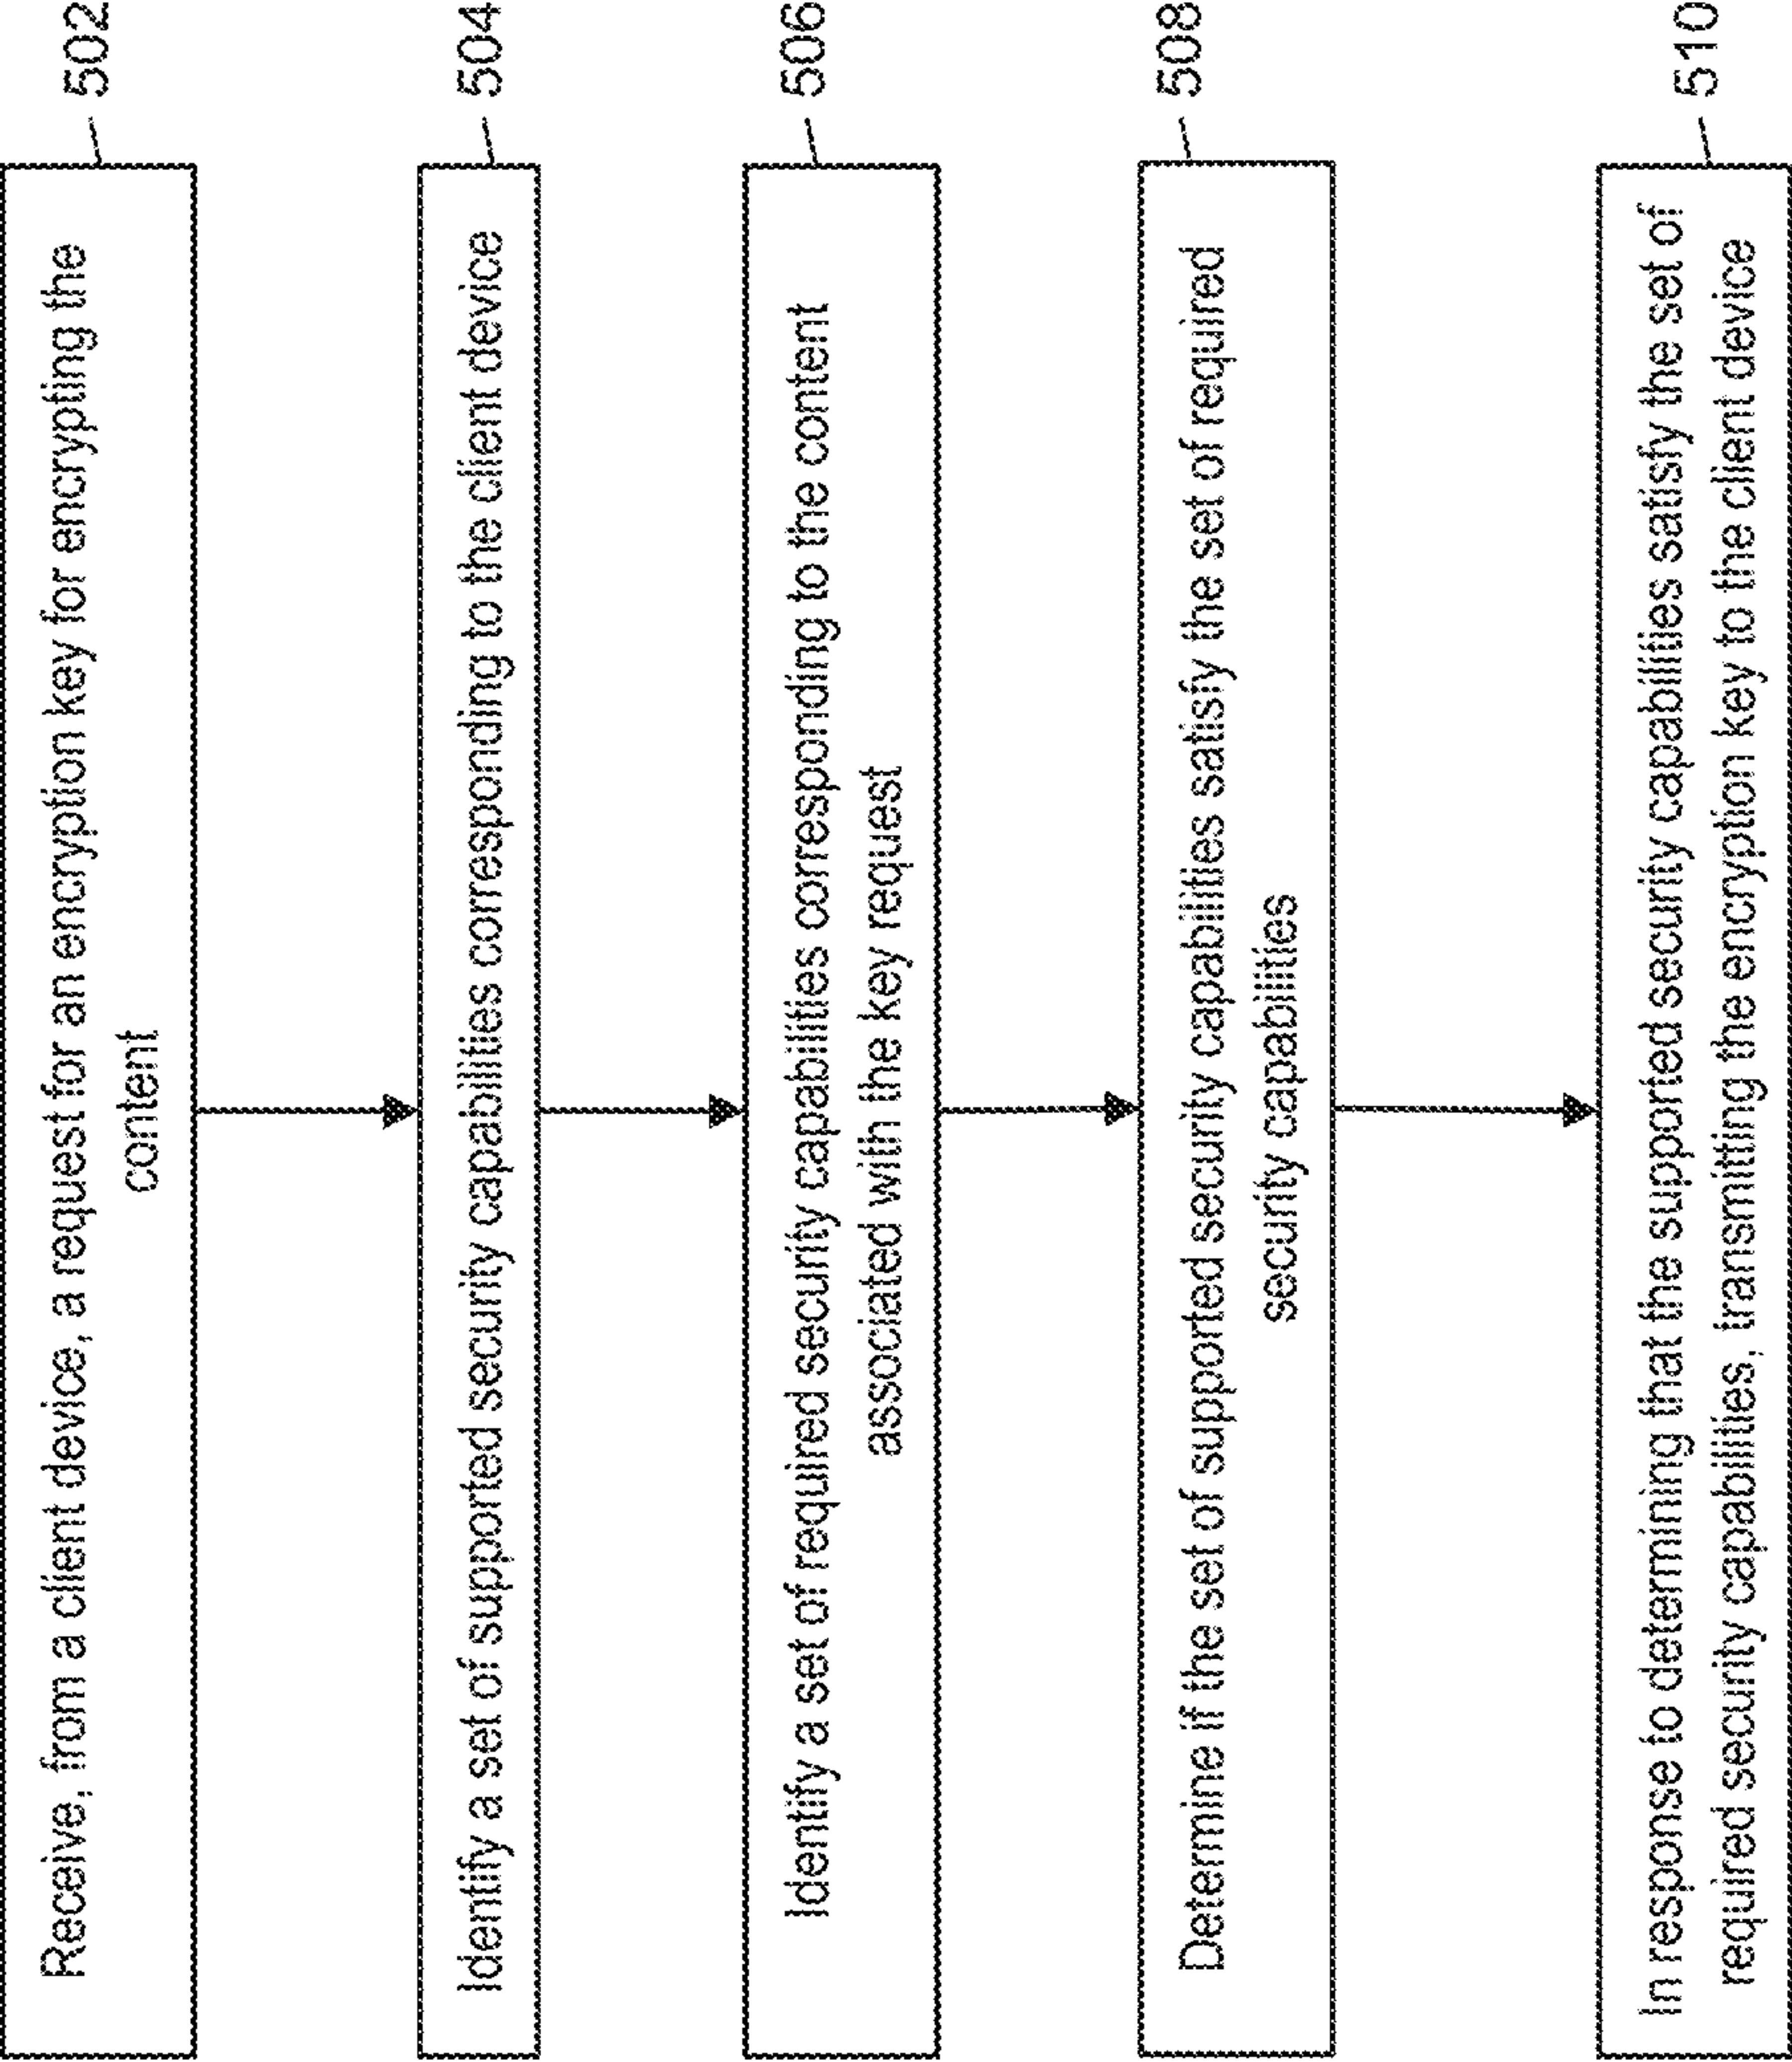 Receive, from a client device, a request for an encryption key for encrypting the
content
502
Identify a set of supported security capabilities corresponding to the client device
504
Identify a set of required security capabilities corresponding to the content
associated with the key request
506
Determine if the set of supported security capabilities satisfy the set of required
security capabilities
508
In response to determining that the supported security capabilities satisfy the set of
required security capabilities, transmitting the encryption key to the client device
510